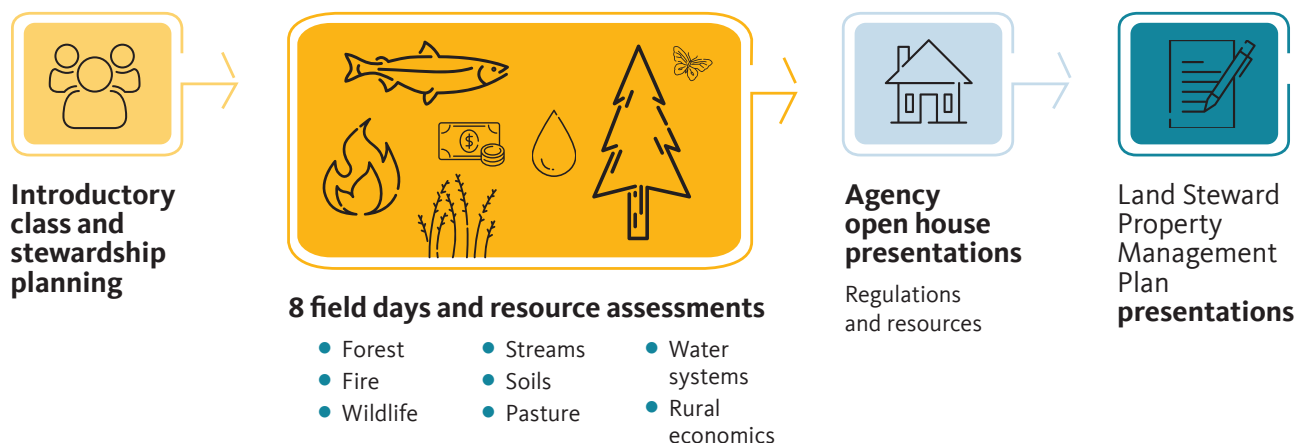 Introductory
class and
stewardship
planning
8 field days and resource assessments
Forest
Fire
Wildlife
Streams
Soils
Pasture
Water
systems
Rural
economics
Agency
open house
presentations
Regulations
and resources
Land Steward
Property
Management
Plan
presentations
$